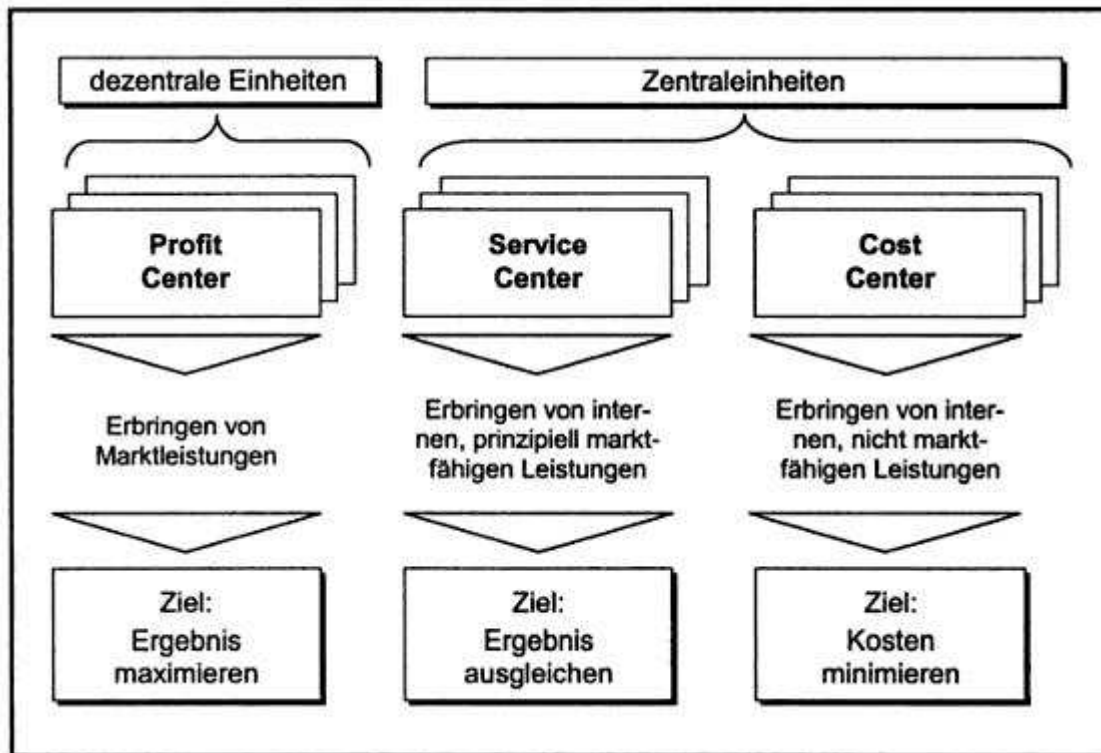 dezentrale Einheiten
Zentraleinheiten
Profit
Center
Service
Center
Cost
Center
Erbringen von
Marktleistungen
Erbringen von inter-
nen, prinzipiell markt-
fähigen Leistungen
Erbringen von inter-
nen, nicht markt-
fähigen Leistungen
Ziel:
Ergebnis
maximieren
Ziel:
Ergebnis
ausgleichen
Ziel:
Kosten
minimieren